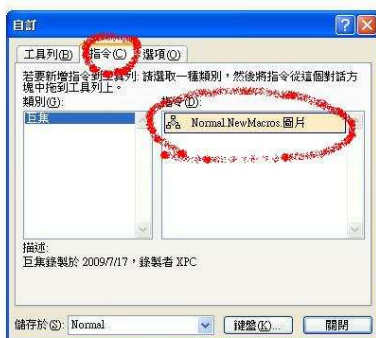 自訂
工具列(B) 指令(C) 選項(O)
若要新增指令到工具列: 請選取一種類別，然後將指令從這個對話方
塊中拖到工具列上。
類別(G): 指令(D):
巨集 Normal.NewMacros.圖片
描述:
巨集錄製於 2009/7/17，錄製者 XPC
儲存於(S): Normal 鍵盤(K)... 關閉